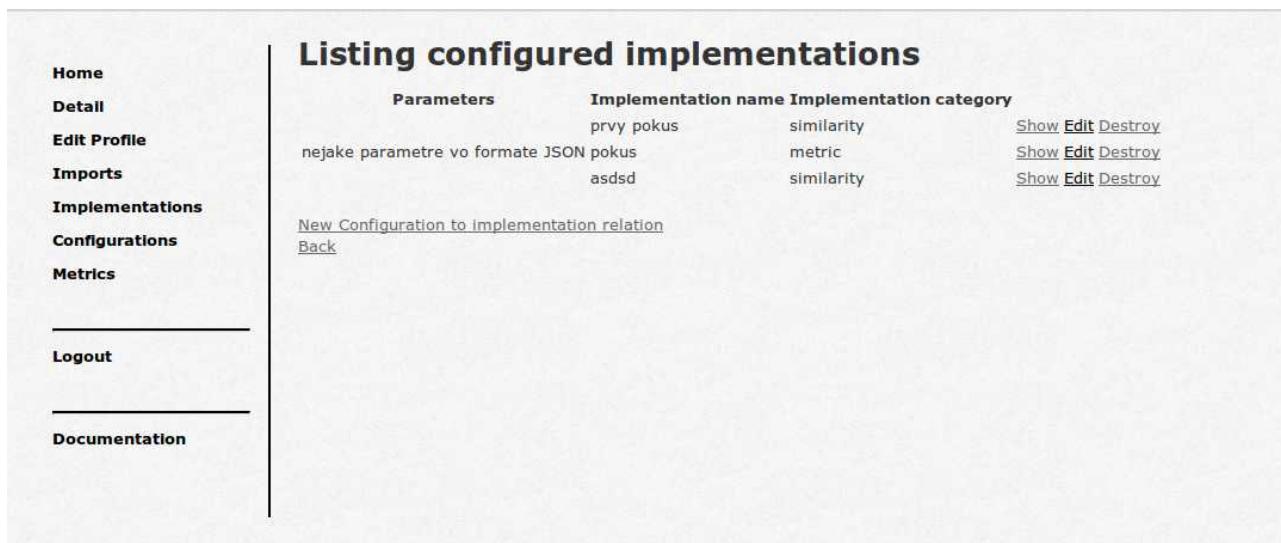 Home
Detail
Edit Profile
Imports
Implementations
Configurations
Metrics
Logout
Documentation
Listing configured implementations
Parameters Implementation name Implementation category
prvy pokus similarity Show Edit Destroy
nejake parametre vo formate JSON pokus metric Show Edit Destroy
asdsd similarity Show Edit Destroy
New Configuration to implementation relation
Back